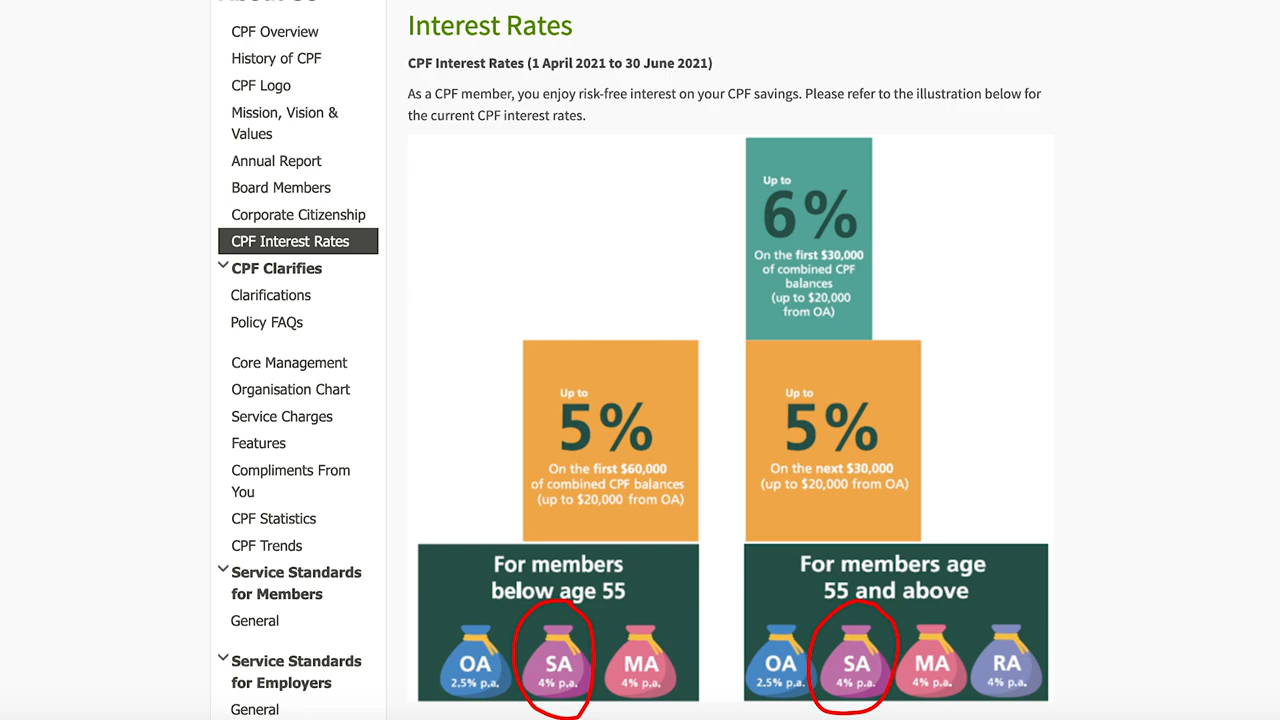 CPF Overview
History of CPF
CPF Logo
Mission, Vision &
Values
Annual Report
Board Members
Corporate Citizenship
CPF Interest Rates
CPF Clarifies
Clarifications
Policy FAQs
Core Management
Organisation Chart
Service Charges
Features
Compliments From
You
CPF Statistics
CPF Trends
Service Standards
for Members
General
Service Standards
for Employers
General
Interest Rates
CPF Interest Rates (1 April 2021 to 30 June 2021)
As a CPF member, you enjoy risk-free interest on your CPF savings. Please refer to the illustration below for
the current CPF interest rates.
Up to
5%
On the first $60,000
of combined CPF balances
(up to $20,000 from OA)
For members
below age 55
OA
2.5% p.a.
SA
4% p.a.
MA
4% p.a.
Up to
6%
On the first $30,000
of combined CPF
balances
(up to $20,000
from OA)
Up to
5%
On the next $30,000
(up to $20,000 from OA)
For members age
55 and above
OA
2.5% p.a.
SA
4% p.a.
MA
4% p.a.
RA
4% p.a.